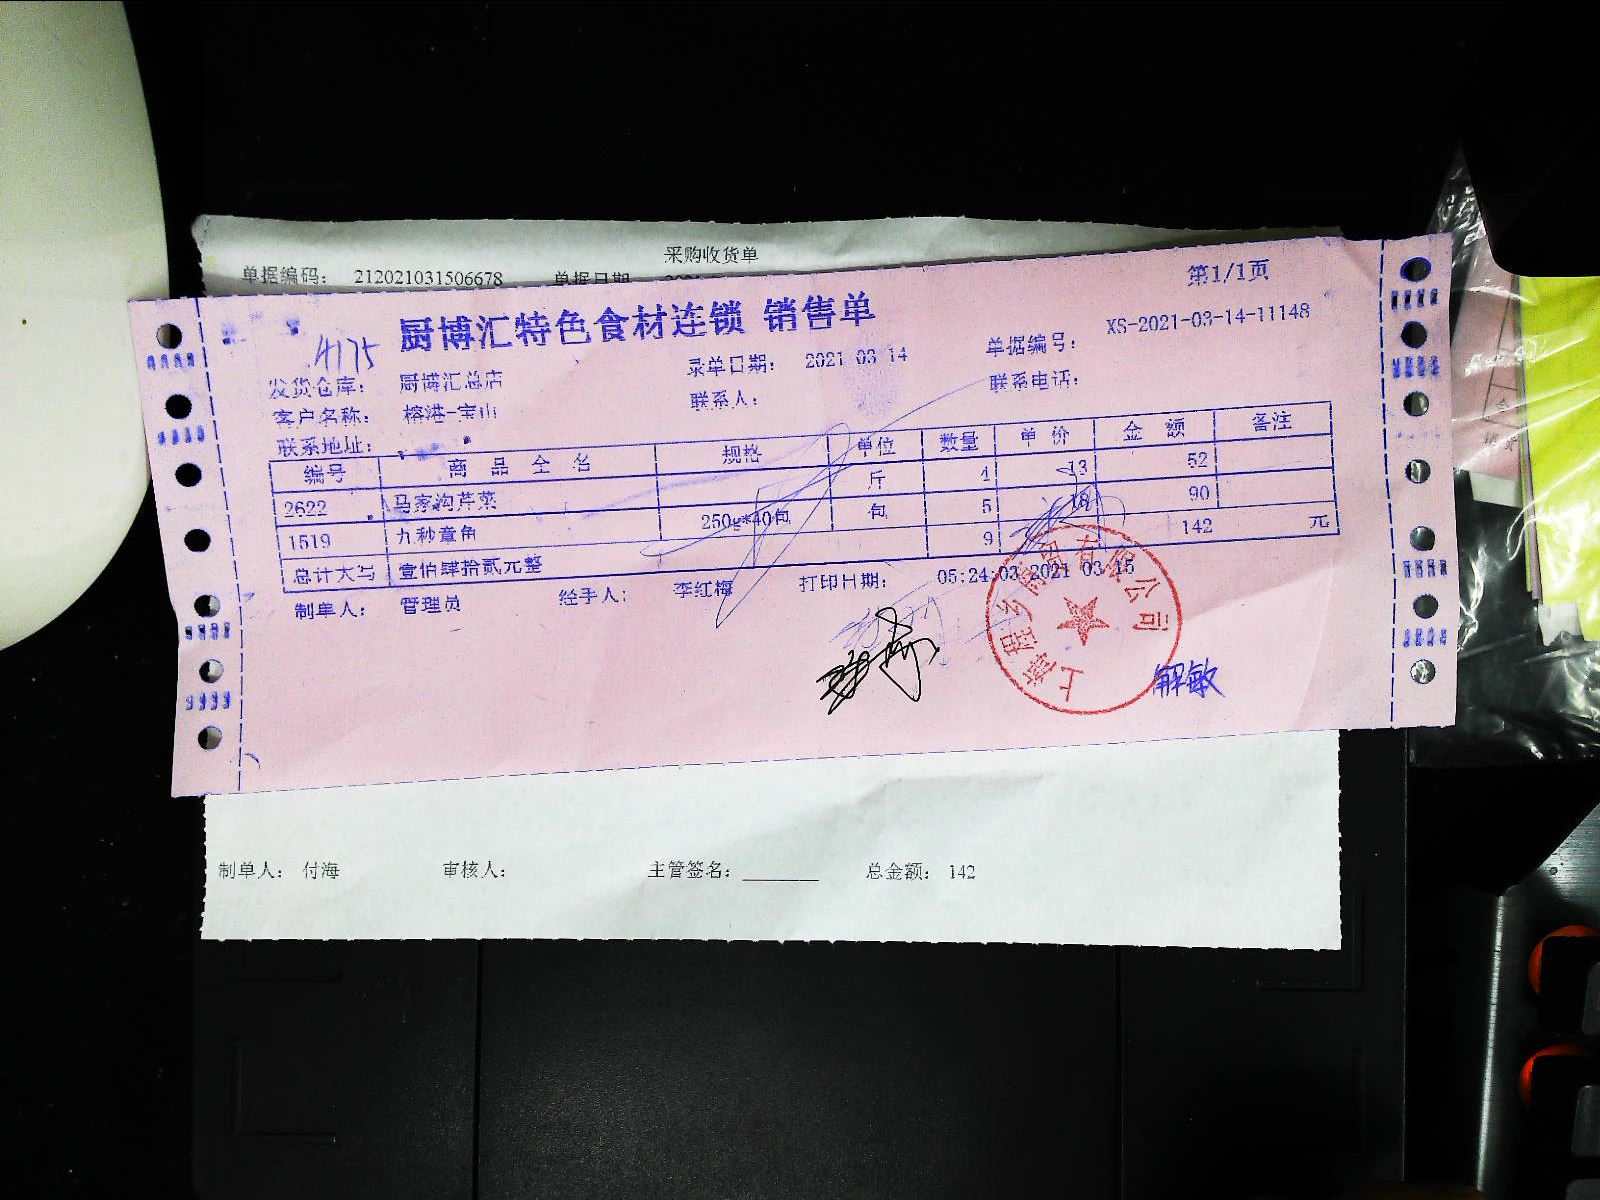 采购收货单
单据编码： 212021031506678 单据日期
第1/1页
厨博汇特色食材连锁 销售单
4175
发货仓库： 厨博汇总店 录单日期： 2021 03 14 单据编号： XS-2021-03-14-11148
客户名称： 榕港-宝山 联系人： 联系电话：
联系地址：
编号 商品全名 规格 单位 数量 单价 金额 备注
2622 马家沟芹菜 斤 4 13 52
1519 九秒章鱼 250g*40包 包 5 18 90
总计大写 壹佰肆拾贰元整 9 142 元
制单人： 管理员 经手人： 李红梅 打印日期： 05:24:03 2021 03 15
解敏
制单人： 付海 审核人： 主管签名： 总金额： 142